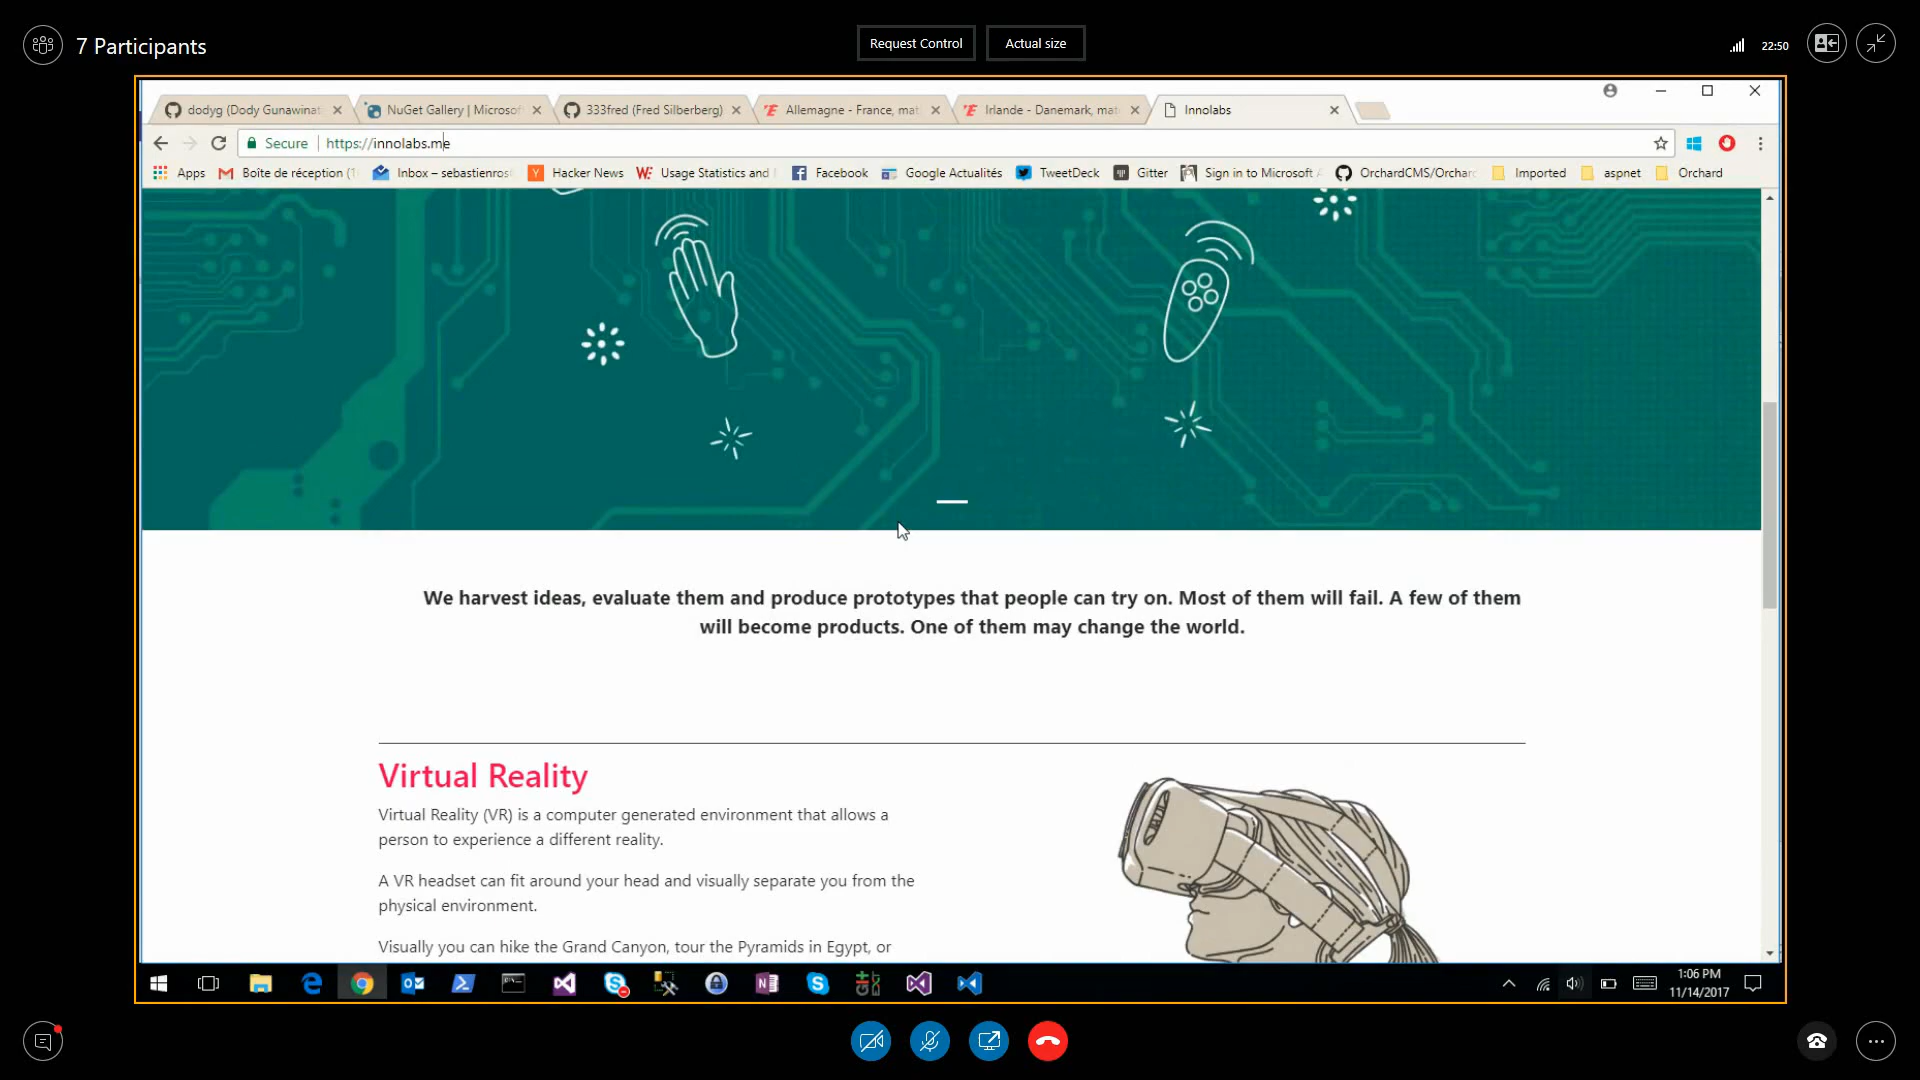 7 Participants
Request Control
Actual size
22:50
dodyg (Dody Gunawinat
NuGet Gallery | Microsoft
333fred (Fred Silberberg)
Allemagne - France, mat
Irlande - Danemark, mat
Innolabs
Secure
https://innolabs.me
Apps
Boîte de réception (1
Inbox – sebastienros
Hacker News
Usage Statistics and
Facebook
Google Actualités
TweetDeck
Gitter
Sign in to Microsoft
OrchardCMS/Orchar
Imported
aspnet
Orchard
We harvest ideas, evaluate them and produce prototypes that people can try on. Most of them will fail. A few of them
will become products. One of them may change the world.
Virtual Reality
Virtual Reality (VR) is a computer generated environment that allows a
person to experience a different reality.
A VR headset can fit around your head and visually separate you from the
physical environment.
Visually you can hike the Grand Canyon, tour the Pyramids in Egypt, or
1:06 PM
11/14/2017